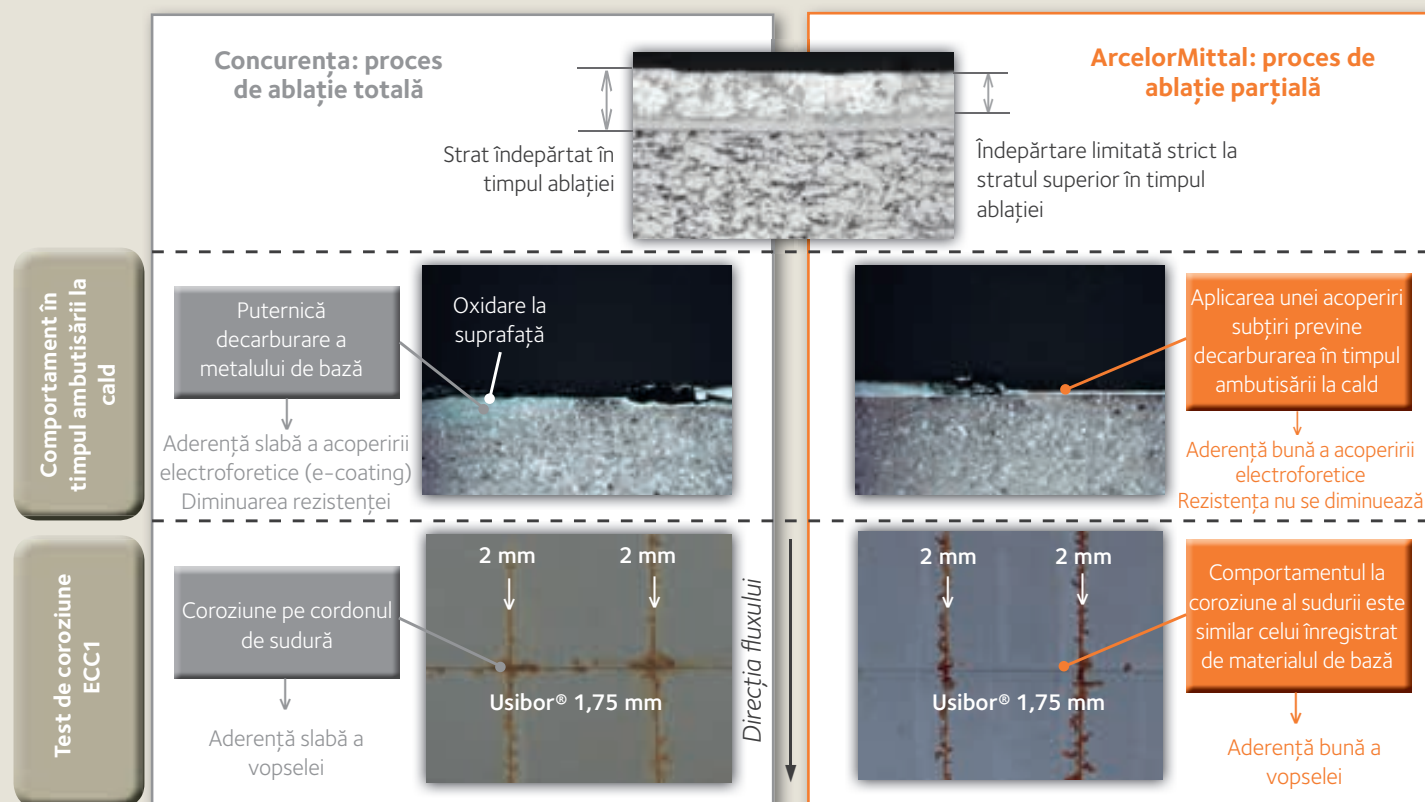 Concurența: proces
de ablație totală
ArcelorMittal: proces de
ablație parțială
Strat îndepărtat în
timpul ablației
Îndepărtare limitată strict la
stratul superior în timpul
ablației
Comportament în
timpul ambutisării la
cald
Puternică
decarburare a
metalului de bază
Oxidare la
suprafață
Aderență slabă a acoperirii
electroforetice (e-coating)
Diminuarea rezistenței
Aplicarea unei acoperiri
subțiri previne
decarburarea în timpul
ambutisării la cald
Aderență bună a acoperirii
electroforetice
Rezistența nu se diminuează
Test de coroziune
ECC1
Coroziune pe cordonul
de sudură
Aderență slabă a
vopselei
2 mm
2 mm
Usibor® 1,75 mm
Direcția fluxului
2 mm
2 mm
Usibor® 1,75 mm
Comportamentul la
coroziune al sudurii este
similar celui înregistrat
de materialul de bază
Aderență bună a
vopselei